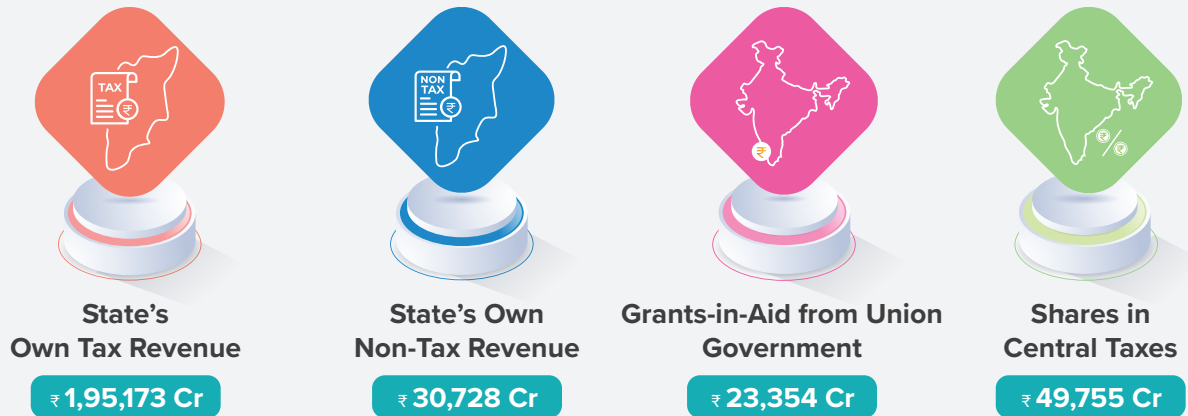 TAX
₹
NON
TAX
₹
₹
₹
₹
State’s
Own Tax Revenue
₹ 1,95,173 Cr
State’s Own
Non-Tax Revenue
₹ 30,728 Cr
Grants-in-Aid from Union
Government
₹ 23,354 Cr
Shares in
Central Taxes
₹ 49,755 Cr